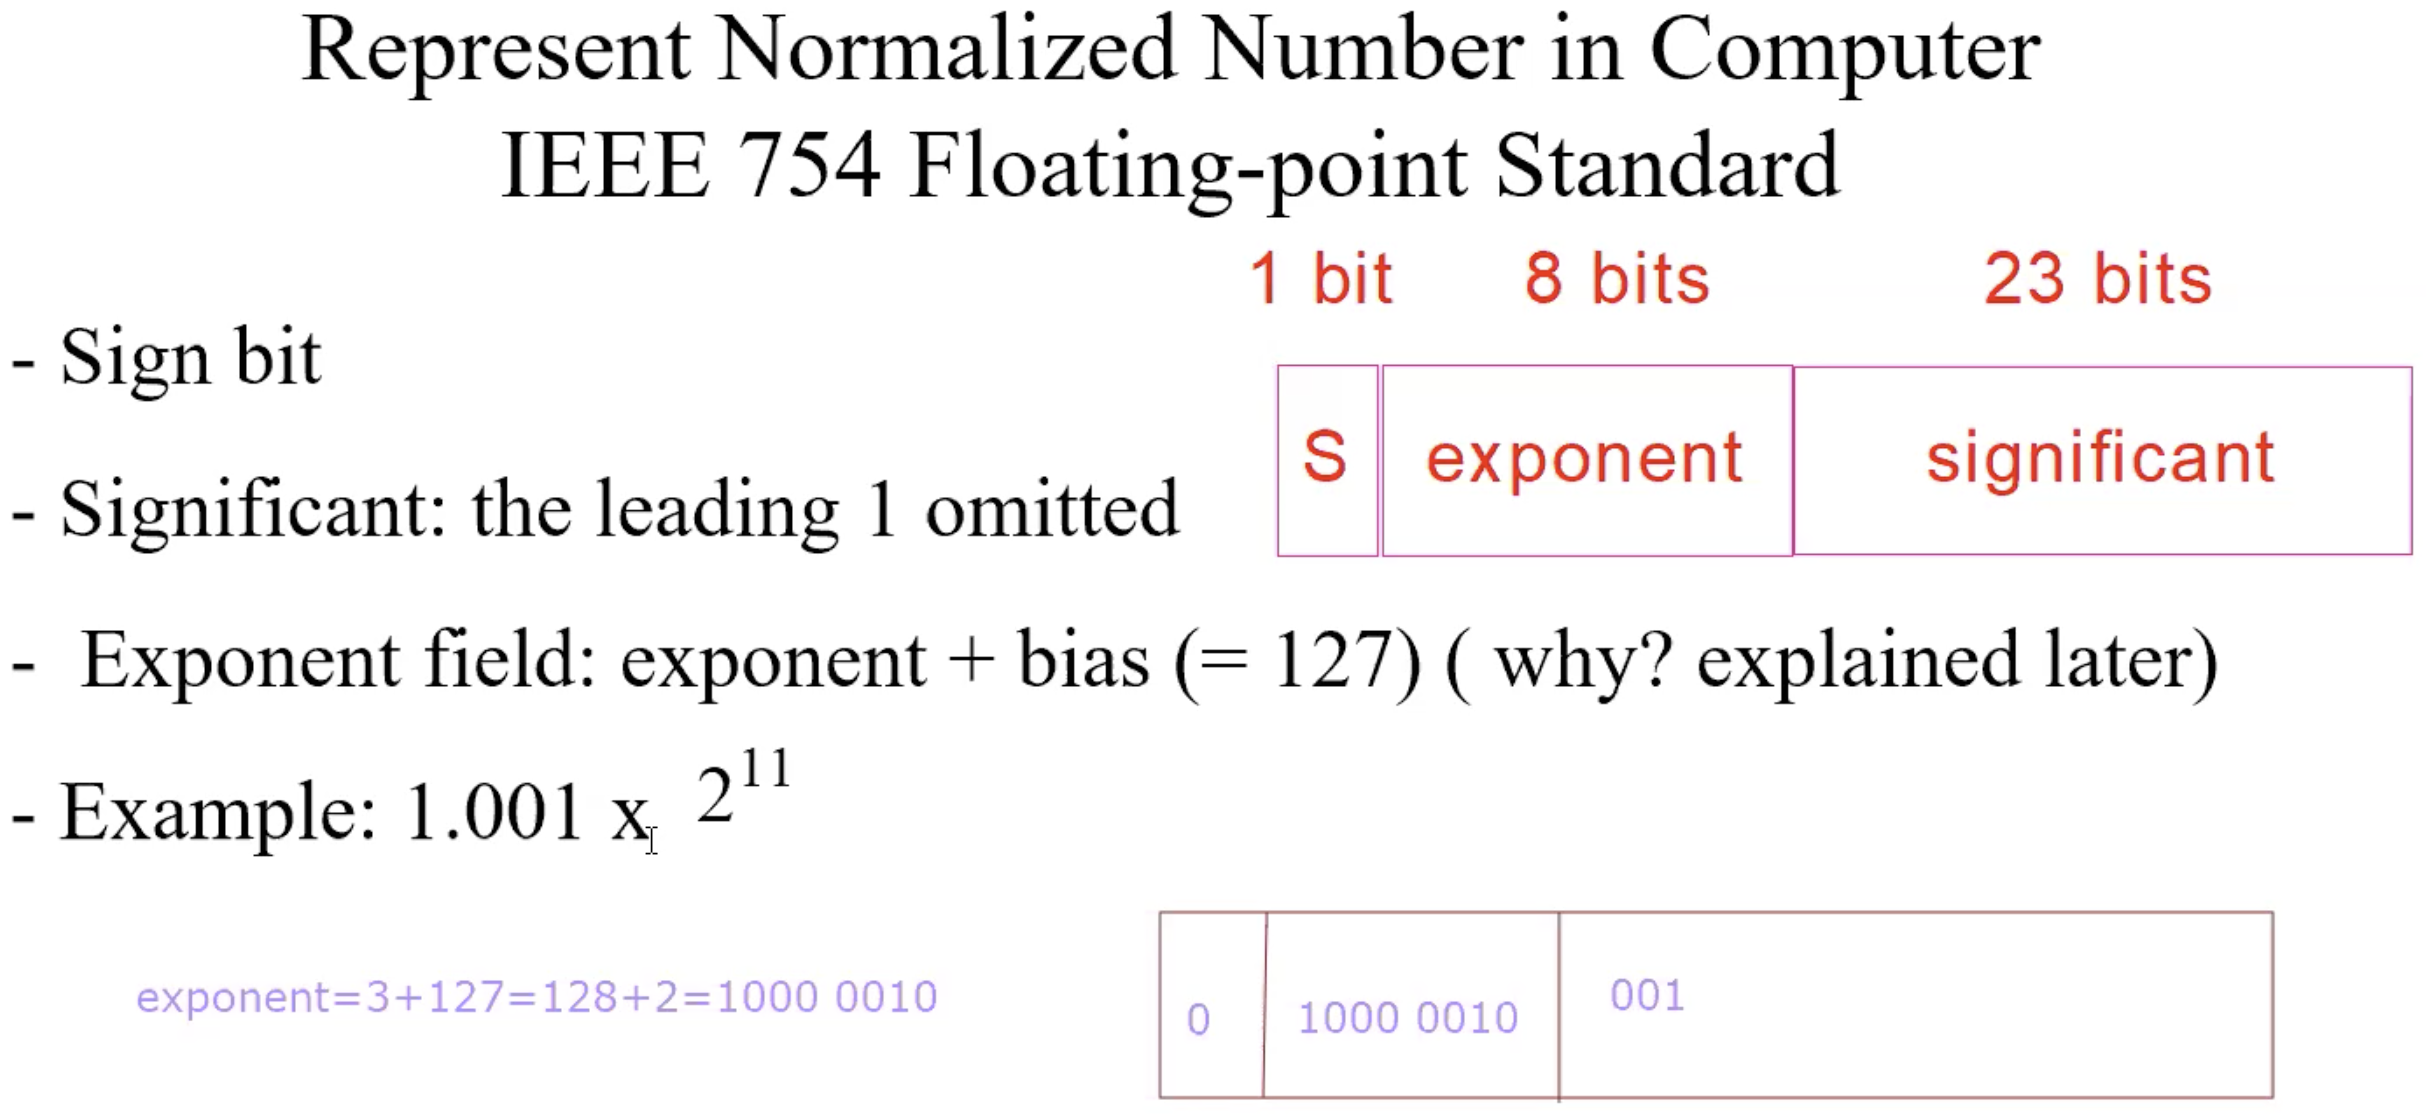 Represent Normalized Number in Computer
IEEE 754 Floating-point Standard
1 bit 8 bits 23 bits
- Sign bit
S exponent significant
- Significant: the leading 1 omitted
- Exponent field: exponent + bias (= 127) ( why? explained later)
- Example: 1.001 x 2^11
exponent=3+127=128+2=1000 0010
0 1000 0010 001